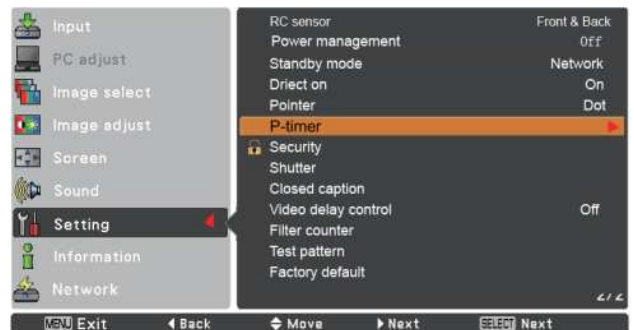 Input
PC adjust
Image select
Image adjust
Screen
Sound
Setting
Information
Network
RC sensor Front & Back
Power management Off
Standby mode Network
Driect on On
Pointer Dot
P-timer
Security
Shutter
Closed caption
Video delay control Off
Filter counter
Test pattern
Factory default
2/2
MENU Exit Back Move Next SELECT Next